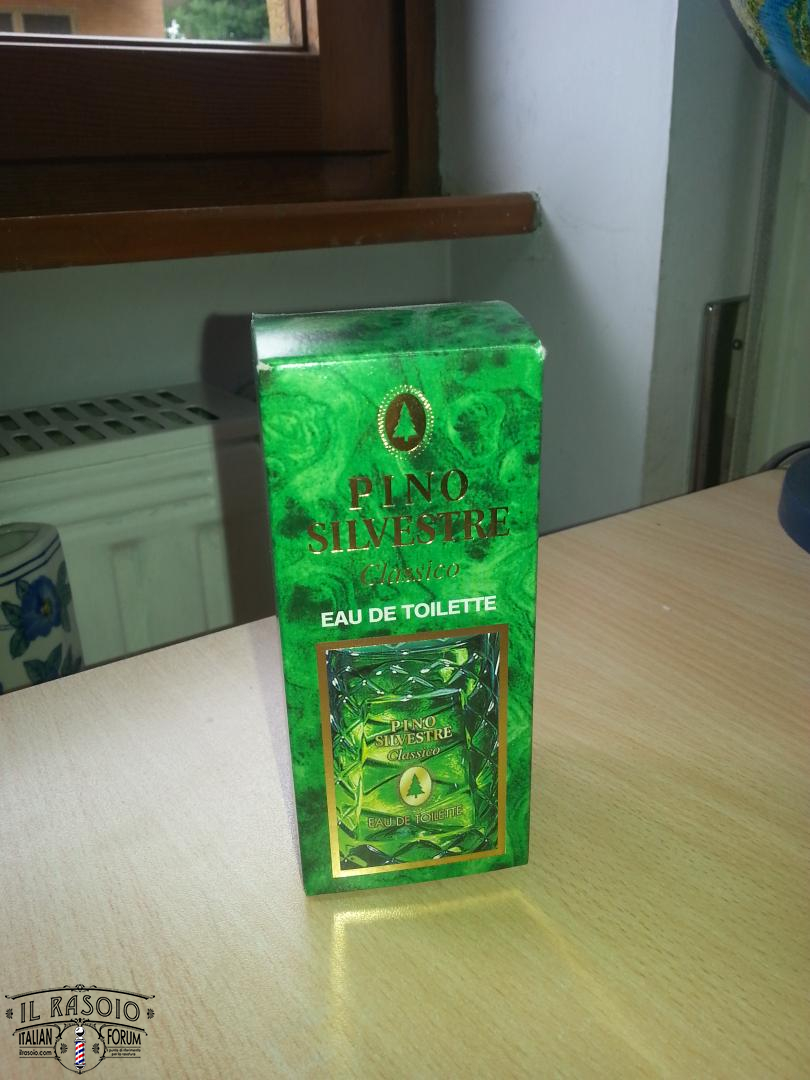 PINO
SILVESTRE
Classico
EAU DE TOILETTE
PINO
SILVESTRE
Classico
EAU DE TOILETTE
IL RASOIO
ITALIAN FORUM
ilrasoio.com